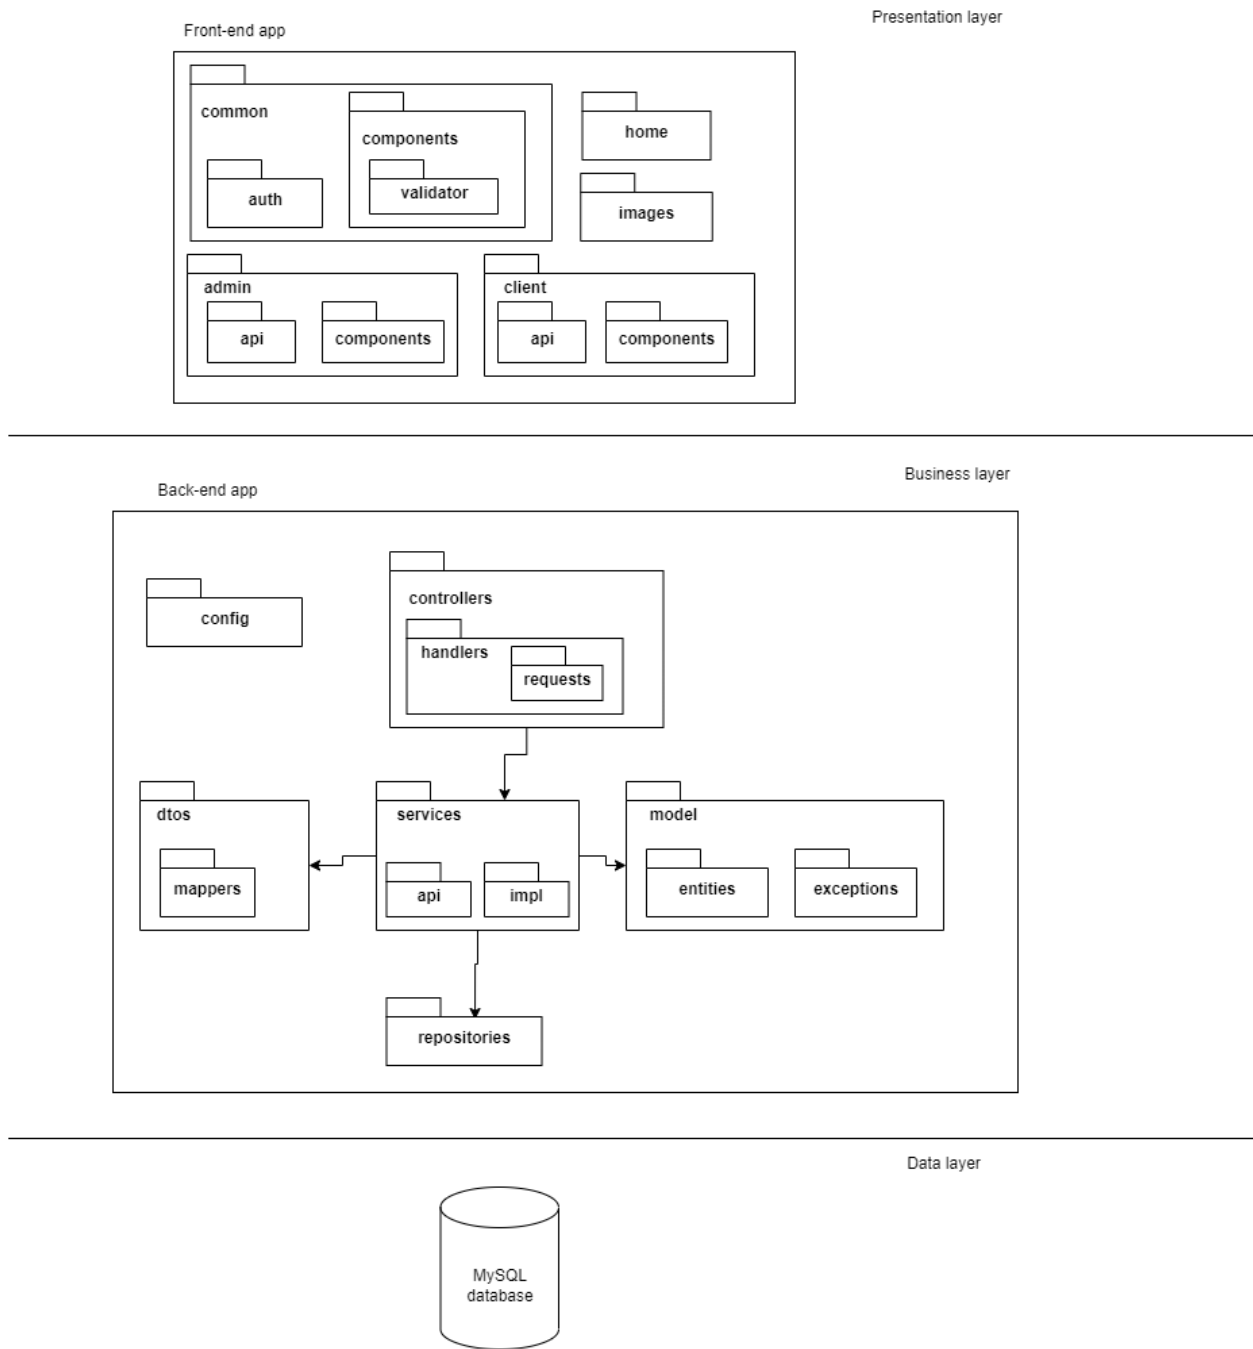 Presentation layer
Front-end app
common
components
auth
validator
home
images
admin
api
components
client
api
components
Business layer
Back-end app
config
controllers
handlers
requests
dtos
mappers
services
api
impl
model
entities
exceptions
repositories
Data layer
MySQL
database